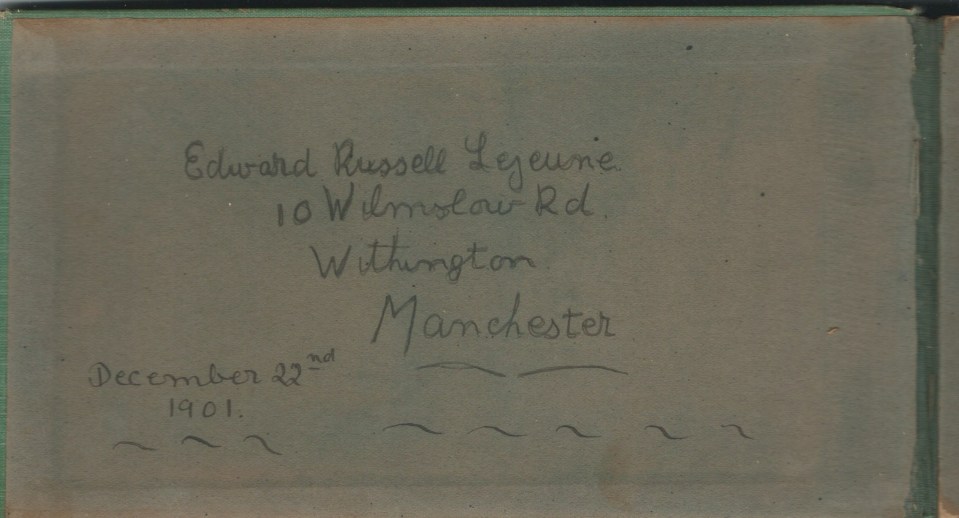 Edward Russell Lejeune.
10 Wilmslow Rd.
Withington.
Manchester
December 22nd
1901.